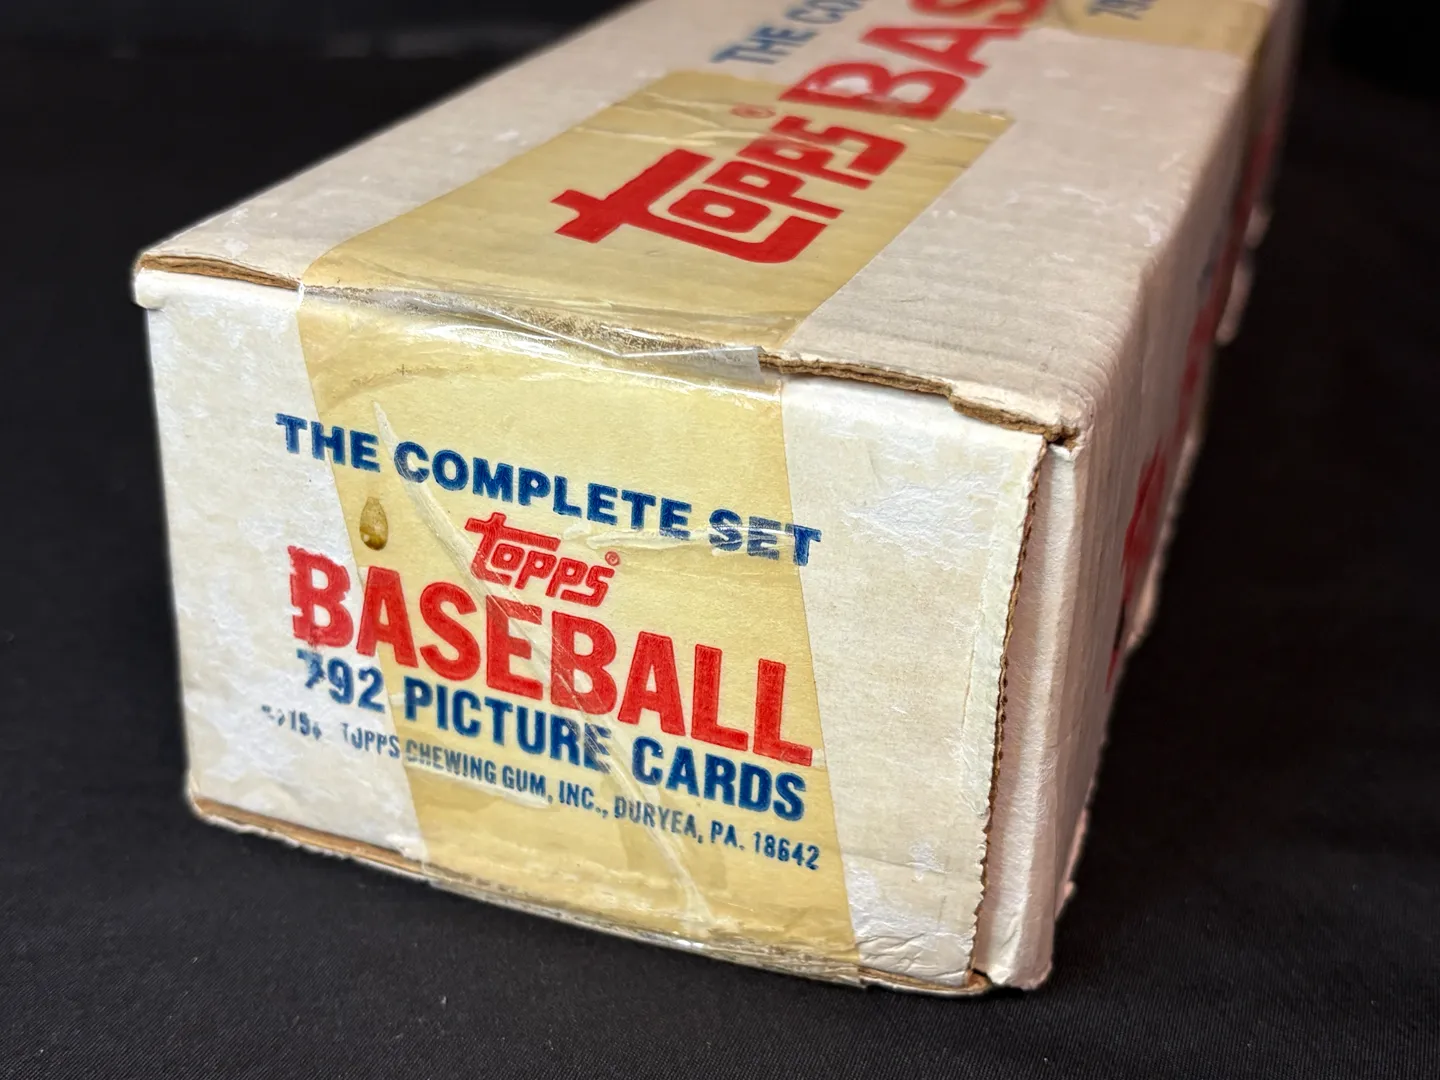 THE CO
Topps® BAS
79
THE COMPLETE SET
Topps®
BASEBALL
792 PICTURE CARDS
TOPPS CHEWING GUM, INC., DURYEA, PA. 18642